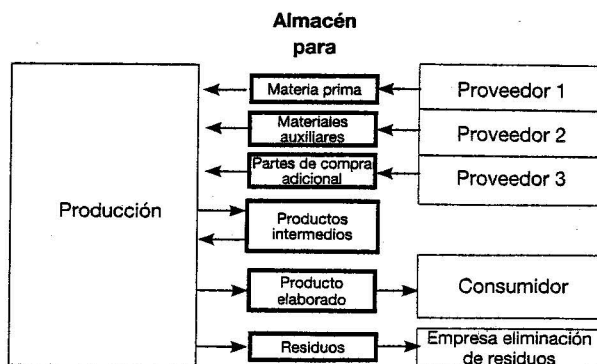 Almacén
para
Materia prima
Proveedor 1
Materiales
auxiliares
Proveedor 2
Partes de compra
adicional
Proveedor 3
Producción
Productos
intermedios
Producto
elaborado
Consumidor
Residuos
Empresa eliminación
de residuos